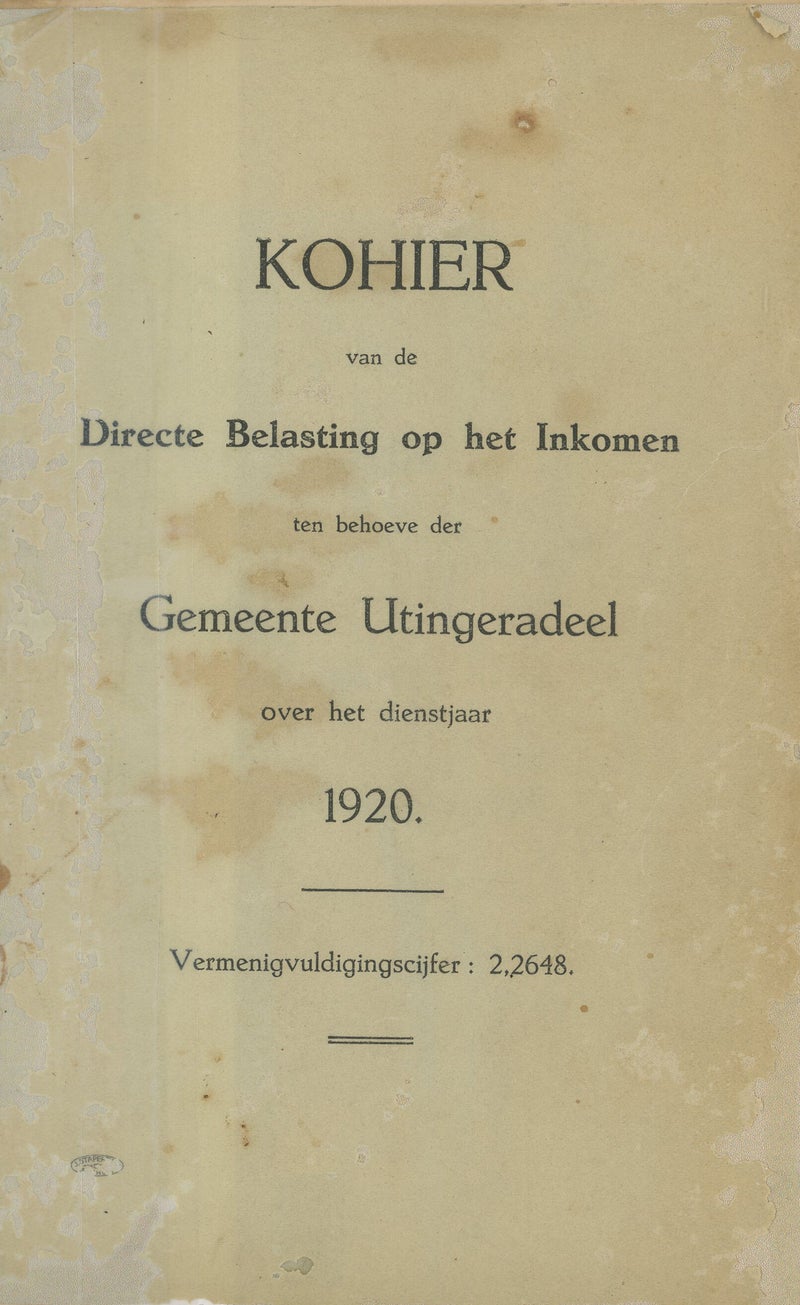 KOHIER
van de
Directe Belasting op het Inkomen
ten behoeve der
Gemeente Utingeradeel
over het dienstjaar
1920.
Vermenigvuldigingscijfer : 2,2648.